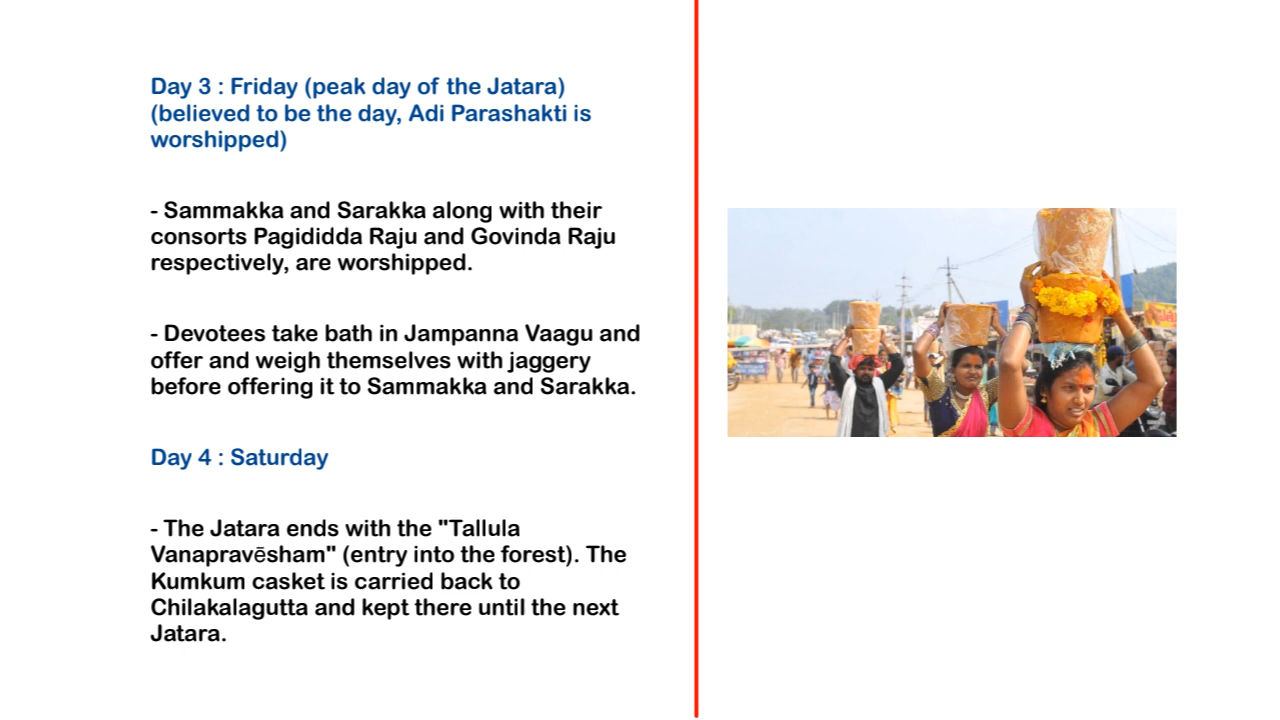 Day 3 : Friday (peak day of the Jatara)
(believed to be the day, Adi Parashakti is
worshipped)
- Sammakka and Sarakka along with their
consorts Pagididda Raju and Govinda Raju
respectively, are worshipped.
- Devotees take bath in Jampanna Vaagu and
offer and weigh themselves with jaggery
before offering it to Sammakka and Sarakka.
Day 4 : Saturday
- The Jatara ends with the "Tallula
Vanapravēsham" (entry into the forest). The
Kumkum casket is carried back to
Chilakalagutta and kept there until the next
Jatara.